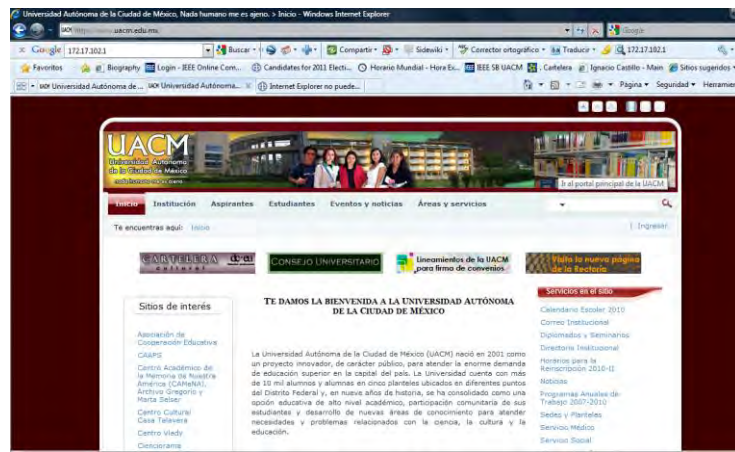 Universidad Autónoma de la Ciudad de México, Nada humano me es ajeno. > Inicio - Windows Internet Explorer
uacm.edu.mx
Google
Google 172.17.102.1 Buscar Compartir Sidewiki Corrector ortográfico Traducir 172.17.102.1
Favoritos Biography Login - IEEE Online Com... Candidates for 2011 Electi... Horario Mundial - Hora Ex... IEEE SB UACM Cartelera Ignacio Castillo - Main Sitios sugeridos
UACM Universidad Autónoma de ... UACM Universidad Autónoma... Internet Explorer no puede... Página Seguridad Herramien
UACM
Universidad Autónoma
de la Ciudad de México
Ir al portal principal de la UACM
Inicio Institución Aspirantes Estudiantes Eventos y noticias Áreas y servicios
Te encuentras aquí: Inicio | Ingresar
CARTELERA
cultural
CONSEJO UNIVERSITARIO
Lineamientos de la UACM
para firma de convenios
Visita la nueva página
de la Rectoría
Sitios de interés
Asociación de
Cooperación Educativa
CAAPS
Centro Académico de
la Memoria de Nuestra
América (CAMeNA).
Archivo Gregorio y
Marta Selser
Centro Cultural
Casa Talavera
Centro Vlady
Cienciorama
TE DAMOS LA BIENVENIDA A LA UNIVERSIDAD AUTÓNOMA
DE LA CIUDAD DE MÉXICO
La Universidad Autónoma de la Ciudad de México (UACM) nació en 2001 como
un proyecto innovador, de carácter público, para atender la enorme demanda
de educación superior en la capital del país. La Universidad cuenta con más
de 10 mil alumnos y alumnas en cinco planteles ubicados en diferentes puntos
del Distrito Federal y, en nueve años de historia, se ha consolidado como una
opción educativa de alto nivel académico, participación comunitaria de sus
estudiantes y desarrollo de nuevas áreas de conocimiento para atender
necesidades y problemas relacionados con la ciencia, la cultura y la
educación.
Servicios en el sitio
Calendario Escolar 2010
Correo Institucional
Diplomados y Seminarios
Directorio Institucional
Horarios para la
Reinscripción 2010-II
Noticias
Programas Anuales de
Trabajo 2007-2010
Sedes y Planteles
Servicio Médico
Servicio Social